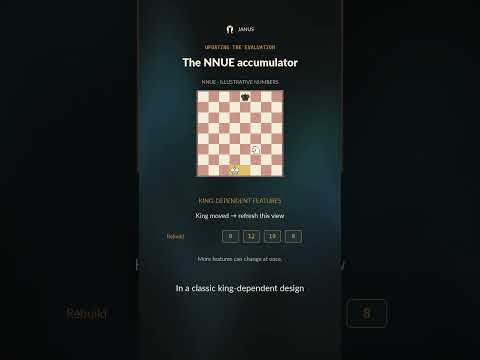 JANUS
UPDATING THE EVALUATION
The NNUE accumulator
NNUE · ILLUSTRATIVE NUMBERS
KING-DEPENDENT FEATURES
King moved → refresh this view
Rebuild 8 12 10 8
More features can change at once.
In a classic king-dependent design
Rebuild 8